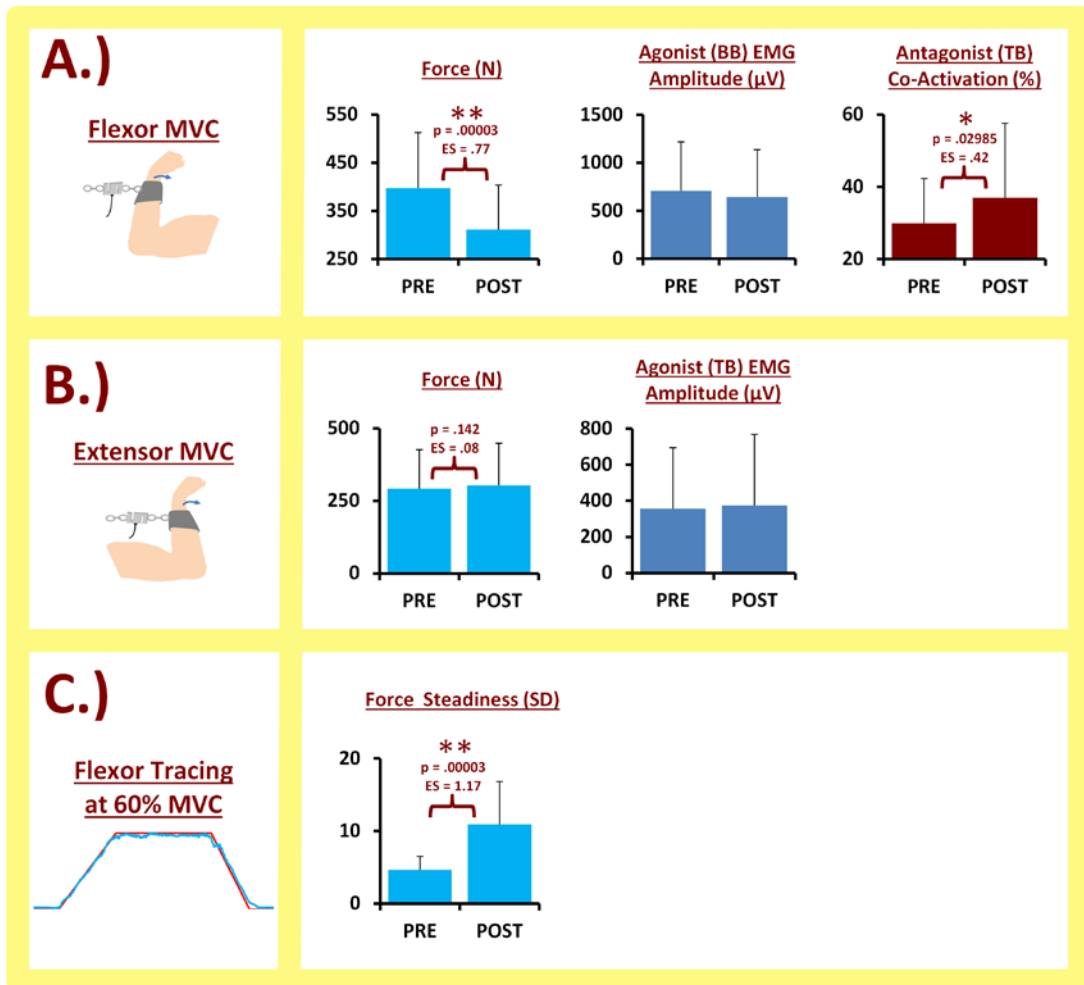 A.)
Flexor MVC
Force (N)
550
450
350
250
**
p = .00003
ES = .77
PRE POST
Agonist (BB) EMG
Amplitude (µV)
1500
1000
500
0
PRE POST
Antagonist (TB)
Co-Activation (%)
60
40
20
*
p = .02985
ES = .42
PRE POST
B.)
Extensor MVC
Force (N)
500
250
0
p = .142
ES = .08
PRE POST
Agonist (TB) EMG
Amplitude (µV)
800
600
400
200
0
PRE POST
C.)
Flexor Tracing
at 60% MVC
Force Steadiness (SD)
20
10
0
**
p = .00003
ES = 1.17
PRE POST